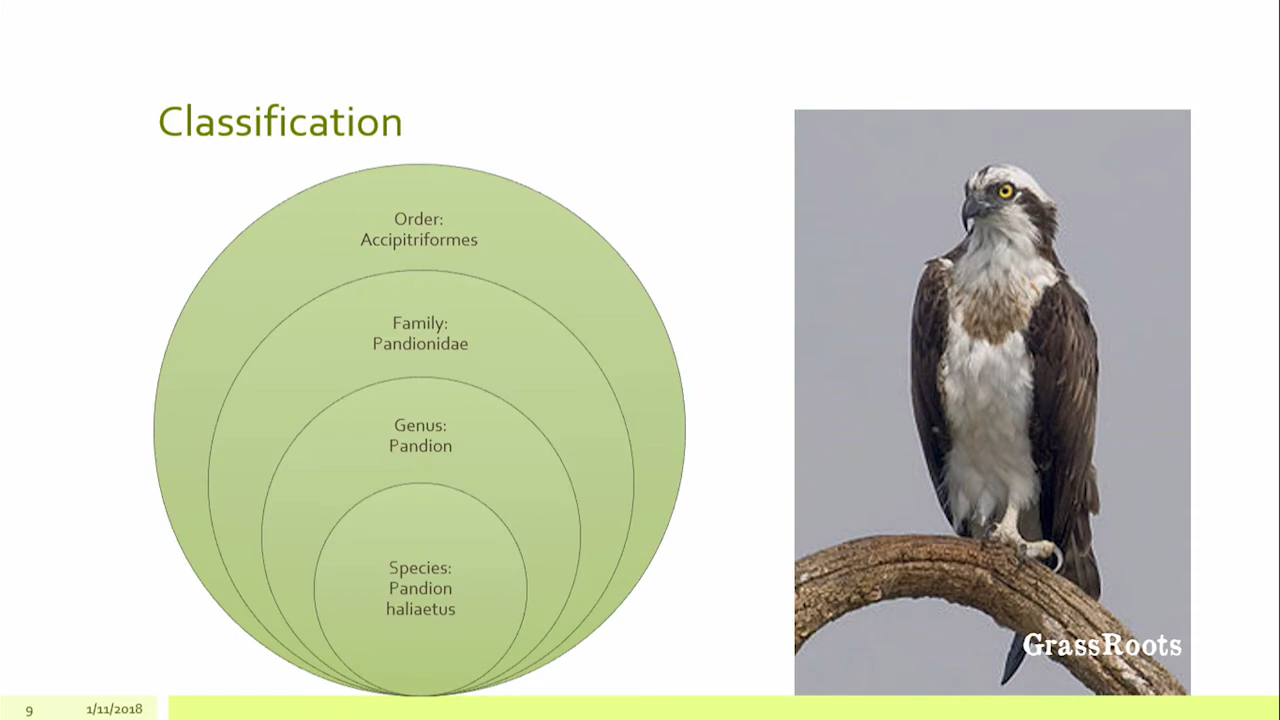 Classification
Order:
Accipitriformes
Family:
Pandionidae
Genus:
Pandion
Species:
Pandion
haliaetus
GrassRoots
9
1/11/2018